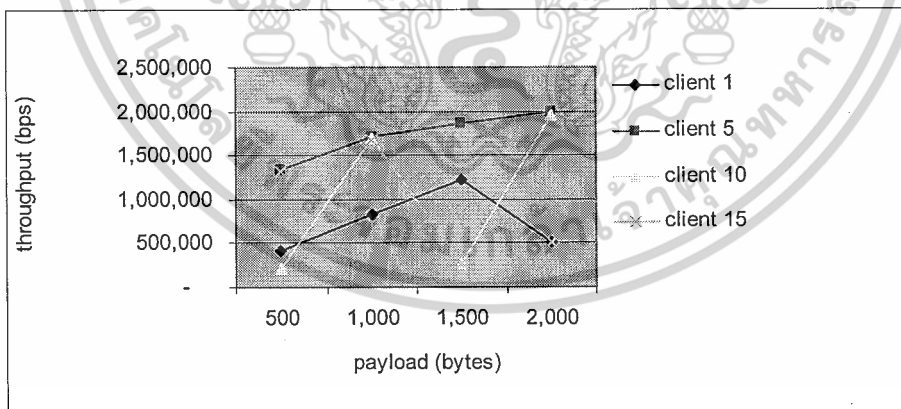 2,500,000
2,000,000
1,500,000
1,000,000
500,000
-
throughput (bps)
500 1,000 1,500 2,000
payload (bytes)
client 1
client 5
client 10
client 15